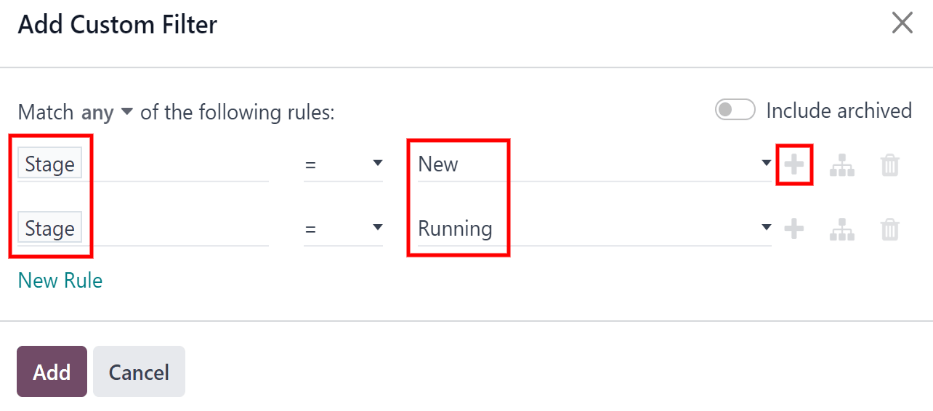 Add Custom Filter
Match any of the following rules:
Include archived
Stage = New
Stage = Running
New Rule
Add Cancel